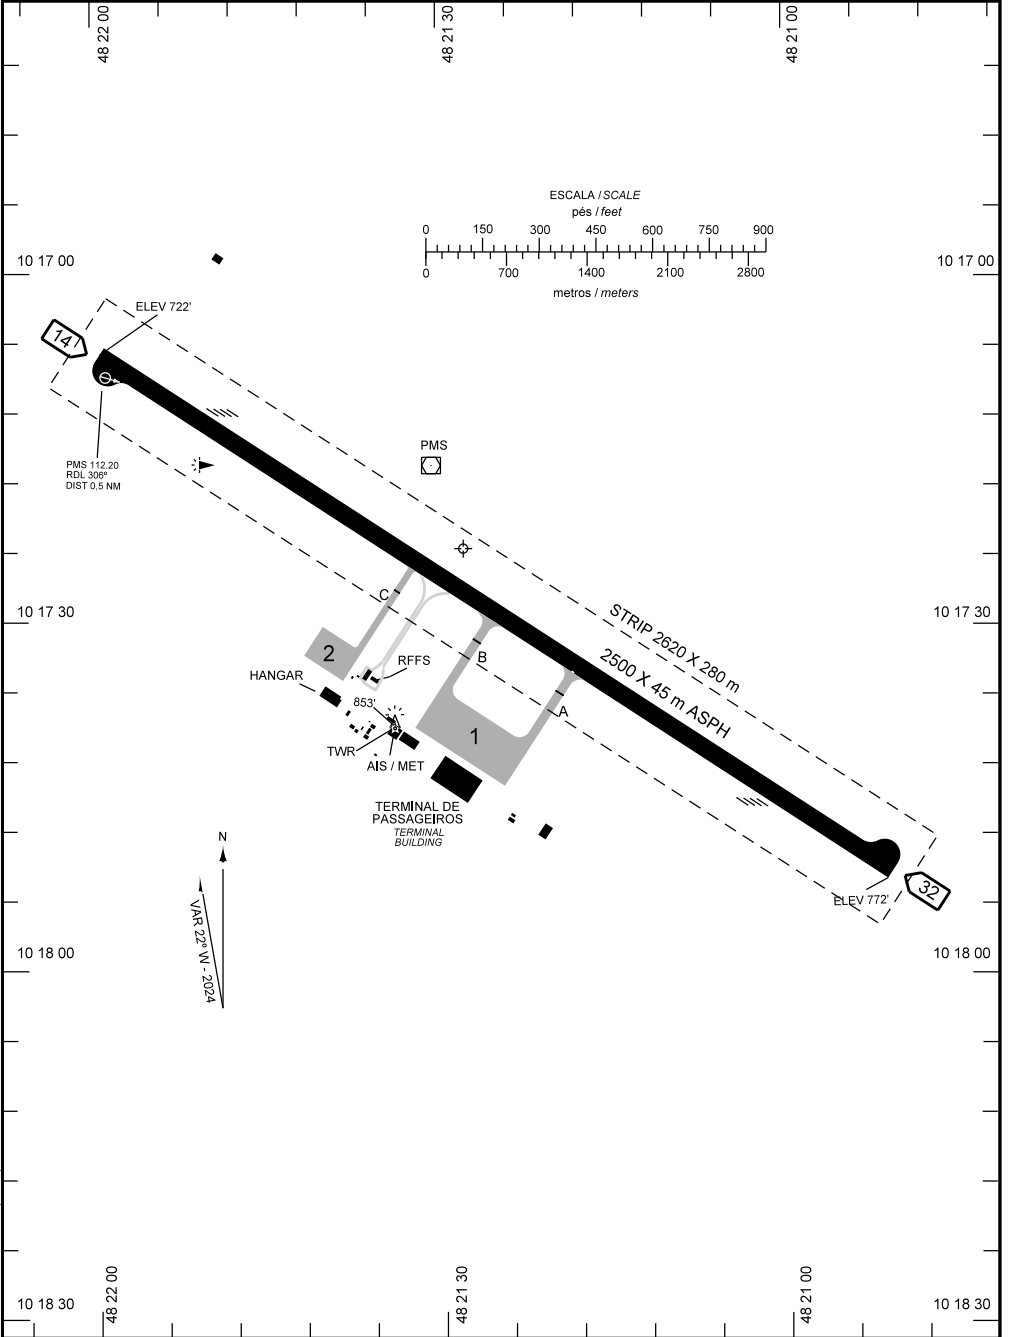 48 22 00
48 21 30
48 21 00
ESCALA / SCALE
pés / feet
0 150 300 450 600 750 900
0 700 1400 2100 2800
metros / meters
10 17 00
10 17 00
ELEV 722'
14
PMS
PMS 112.20
RDL 306º
DIST 0,5 NM
C
10 17 30
10 17 30
STRIP 2620 X 280 m
2500 X 45 m ASPH
2
B
RFFS
HANGAR
853'
A
1
TWR
AIS / MET
TERMINAL DE
PASSAGEIROS
TERMINAL
BUILDING
N
VAR 22º W - 2024
32
ELEV 772'
10 18 00
10 18 00
10 18 30
10 18 30
48 22 00
48 21 30
48 21 00